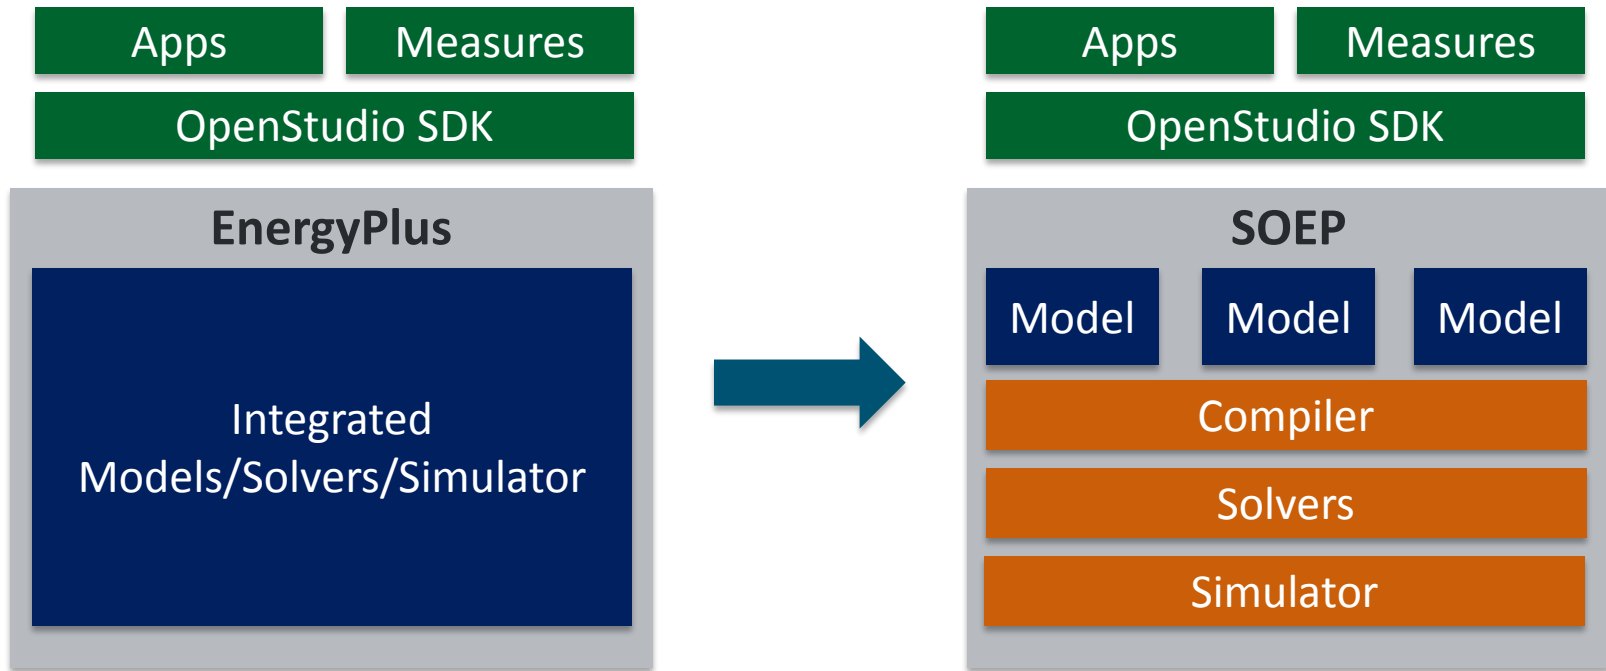 Apps
Measures
OpenStudio SDK
EnergyPlus
Integrated
Models/Solvers/Simulator
Apps
Measures
OpenStudio SDK
SOEP
Model
Model
Model
Compiler
Solvers
Simulator